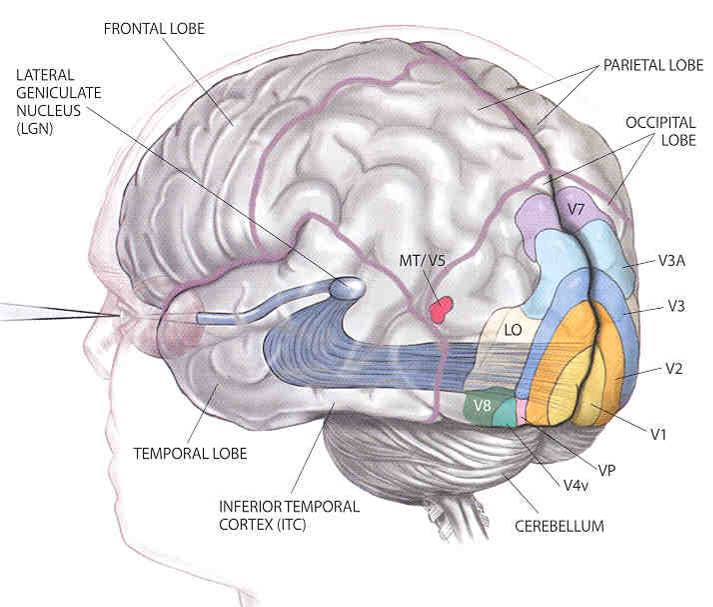 FRONTAL LOBE
LATERAL
GENICULATE
NUCLEUS
(LGN)
PARIETAL LOBE
OCCIPITAL
LOBE
V7
MT/V5
V3A
V3
LO
V2
V8
V1
VP
V4v
TEMPORAL LOBE
INFERIOR TEMPORAL
CORTEX (ITC)
CEREBELLUM